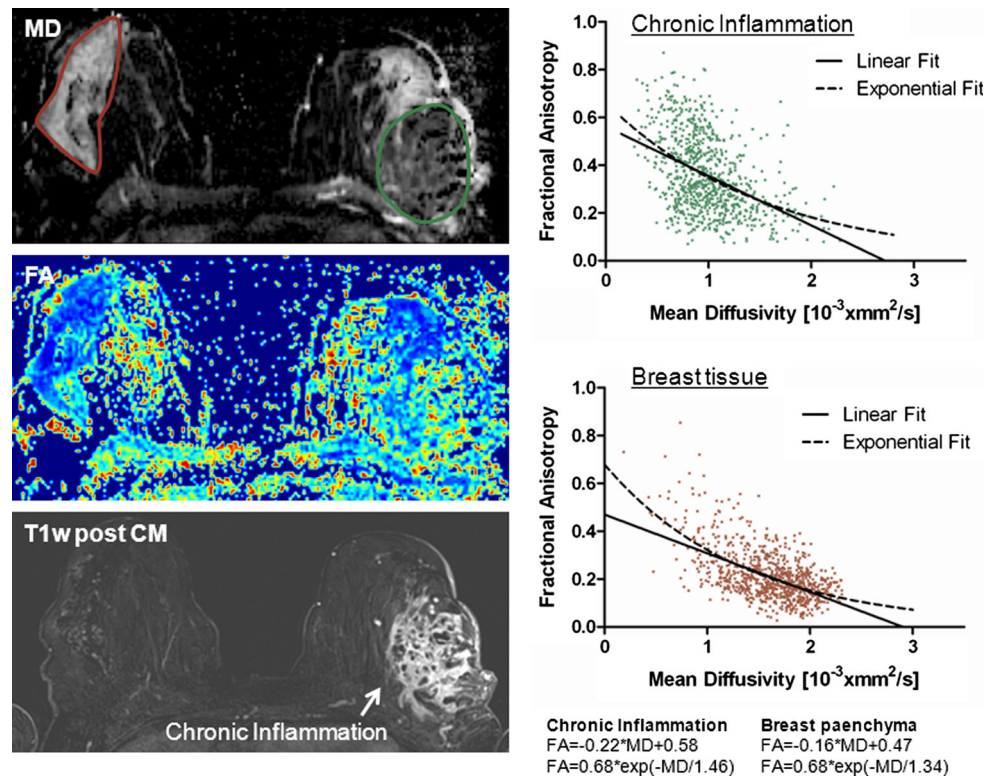 MD
FA
T1w post CM
Chronic Inflammation
Chronic Inflammation
Linear Fit
Exponential Fit
Fractional Anisotropy
1.0
0.8
0.6
0.4
0.2
0.0
0 1 2 3
Mean Diffusivity [10⁻³xmm²/s]
Breast tissue
Linear Fit
Exponential Fit
Fractional Anisotropy
1.0
0.8
0.6
0.4
0.2
0.0
0 1 2 3
Mean Diffusivity [10⁻³xmm²/s]
Chronic Inflammation Breast paenchyma
FA=-0.22*MD+0.58 FA=-0.16*MD+0.47
FA=0.68*exp(-MD/1.46) FA=0.68*exp(-MD/1.34)